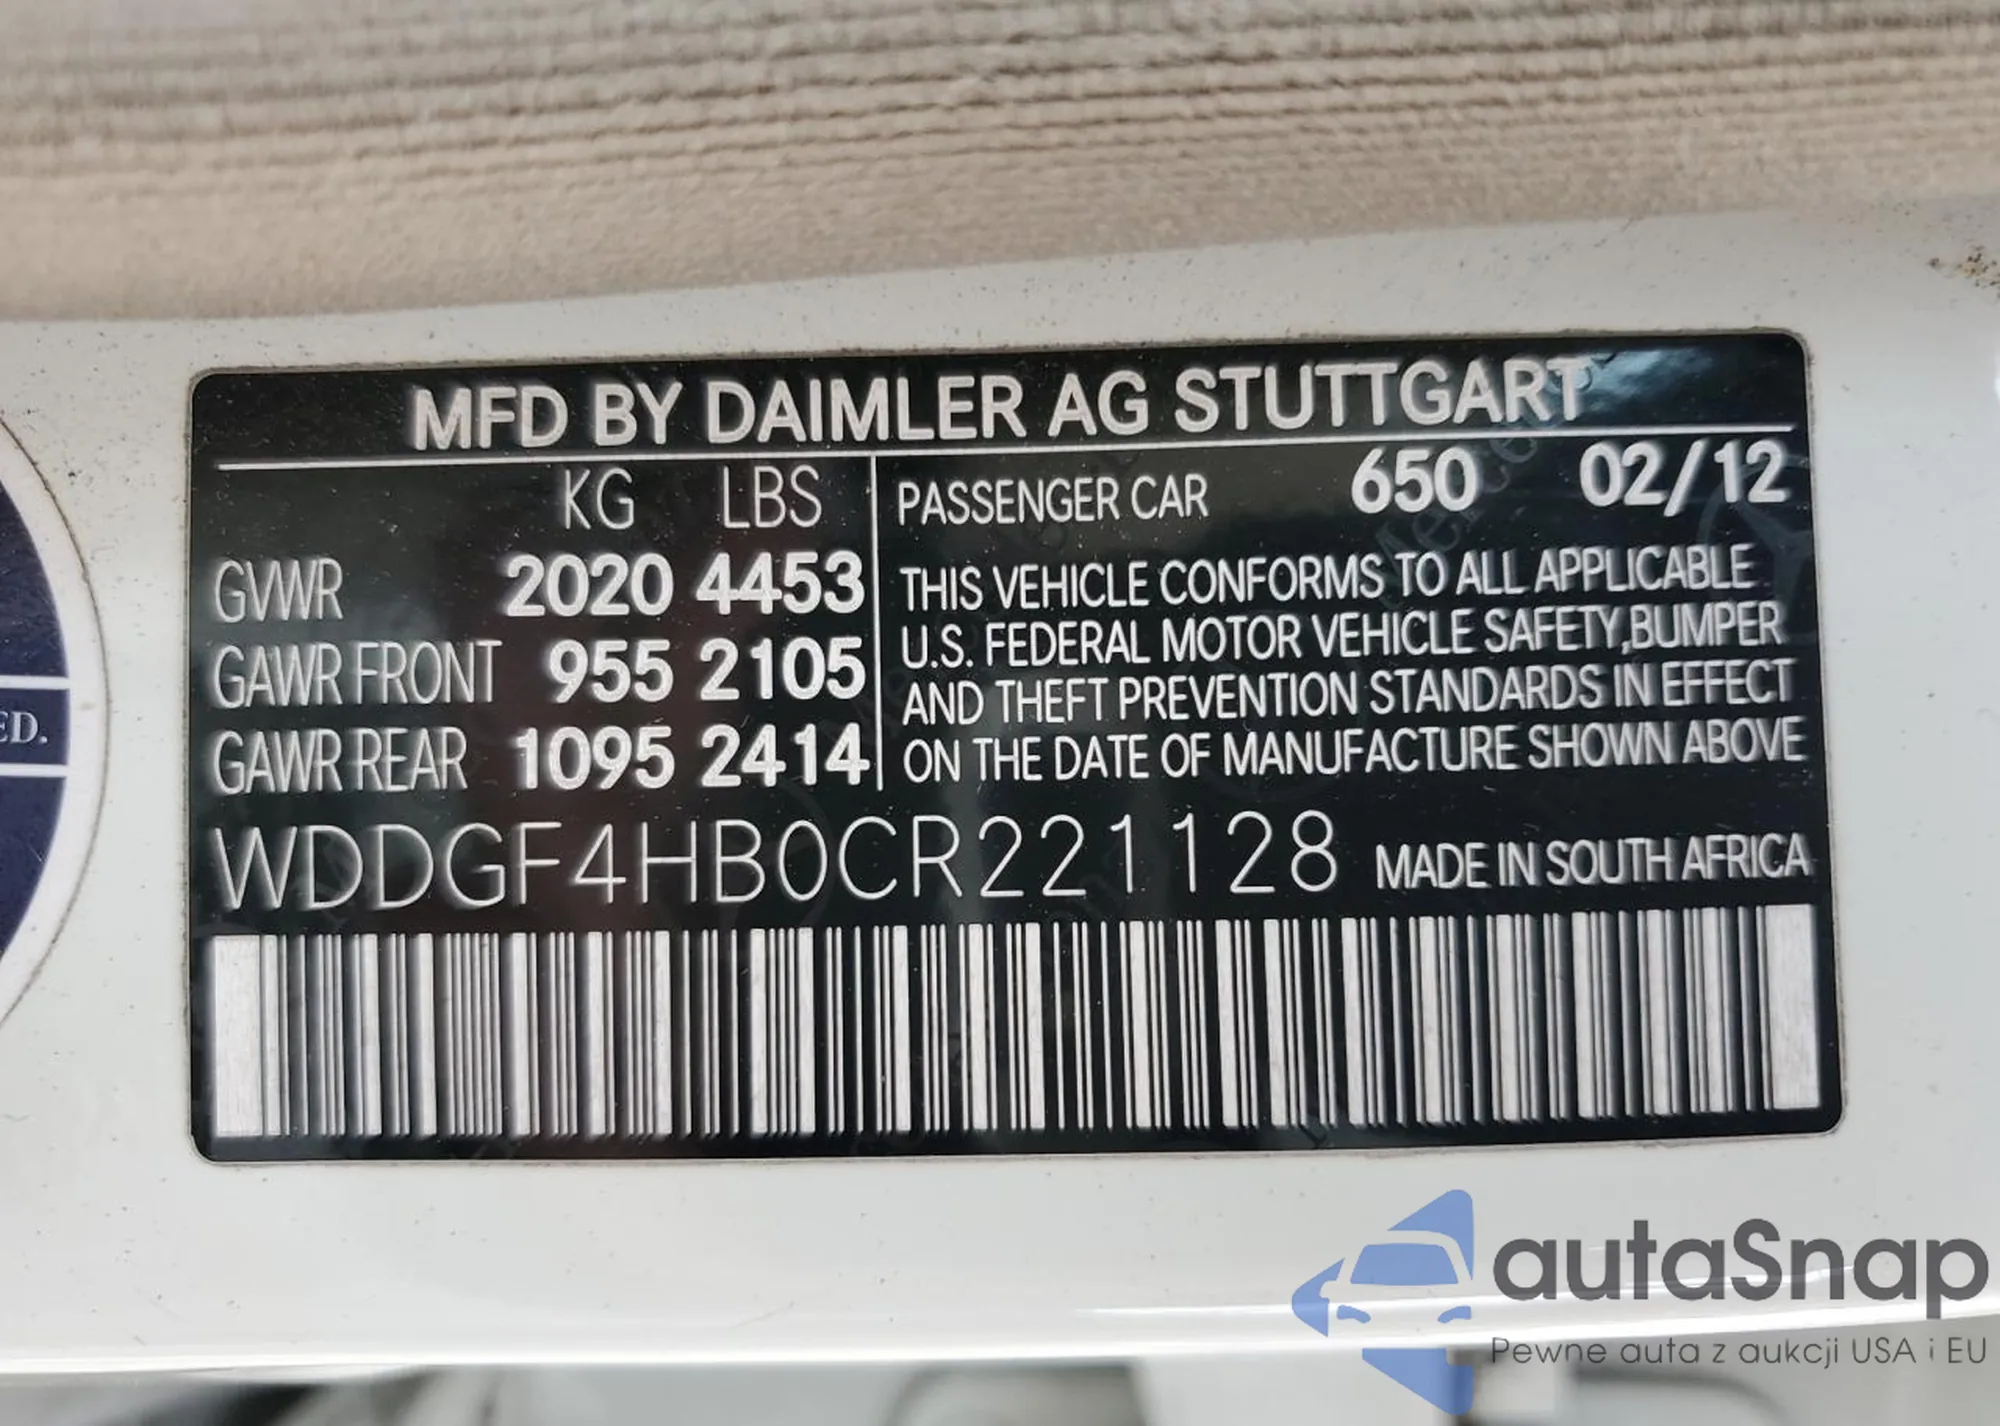 MFD BY DAIMLER AG STUTTGART
KG LBS
GVWR 2020 4453
GAWR FRONT 955 2105
GAWR REAR 1095 2414
PASSENGER CAR 650 02/12
THIS VEHICLE CONFORMS TO ALL APPLICABLE
U.S. FEDERAL MOTOR VEHICLE SAFETY,BUMPER
AND THEFT PREVENTION STANDARDS IN EFFECT
ON THE DATE OF MANUFACTURE SHOWN ABOVE
WDDGF4HB0CR221128 MADE IN SOUTH AFRICA
ED.
autaSnap
Pewne auta z aukcji USA i EU